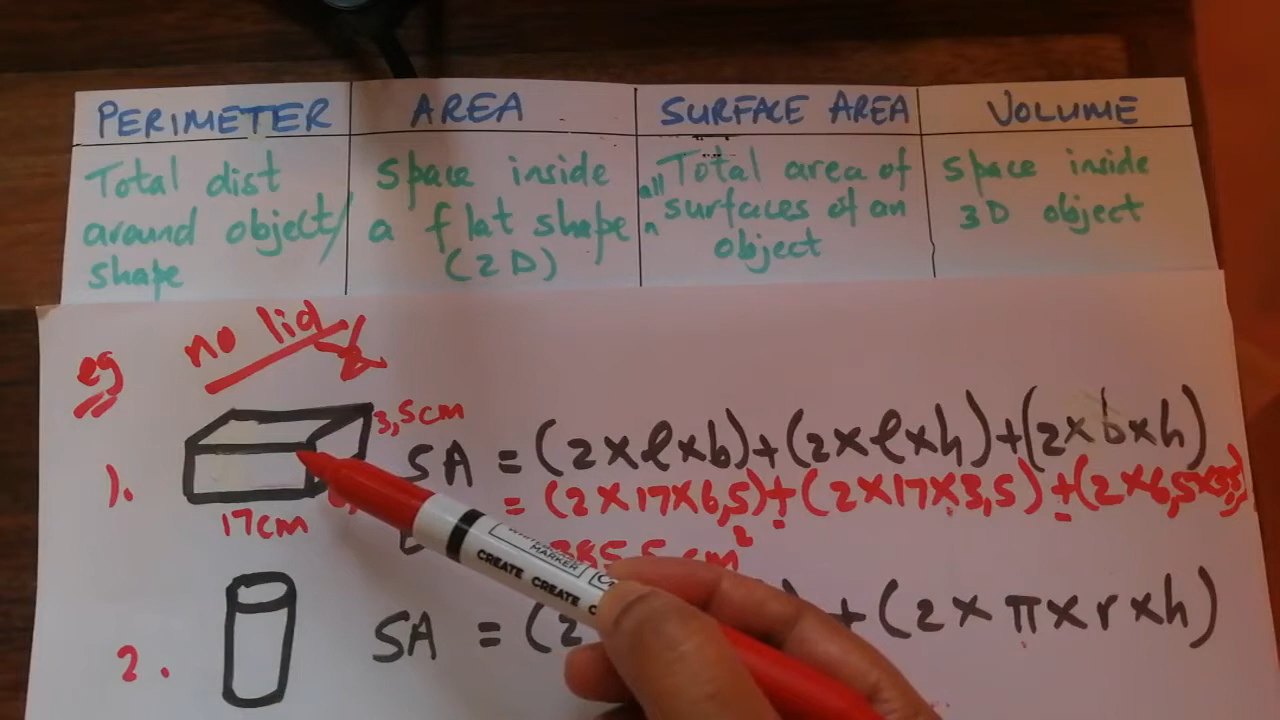 PERIMETER AREA SURFACE AREA VOLUME
Total dist
around object/
shape
space inside
a flat shape
(2D)
Total area of
all surfaces of an
object
space inside
3D object
eg
no lid
3,5cm
17cm
1.
SA = (2×l×b)+(2×l×h)+(2×b×h)
= (2×17×6,5)+(2×17×3,5)+(2×6,5×3,5)
cm²
WHITEBOARD
MARKER
CREATE CREATE
2.
SA = (2 + (2×π×r×h)